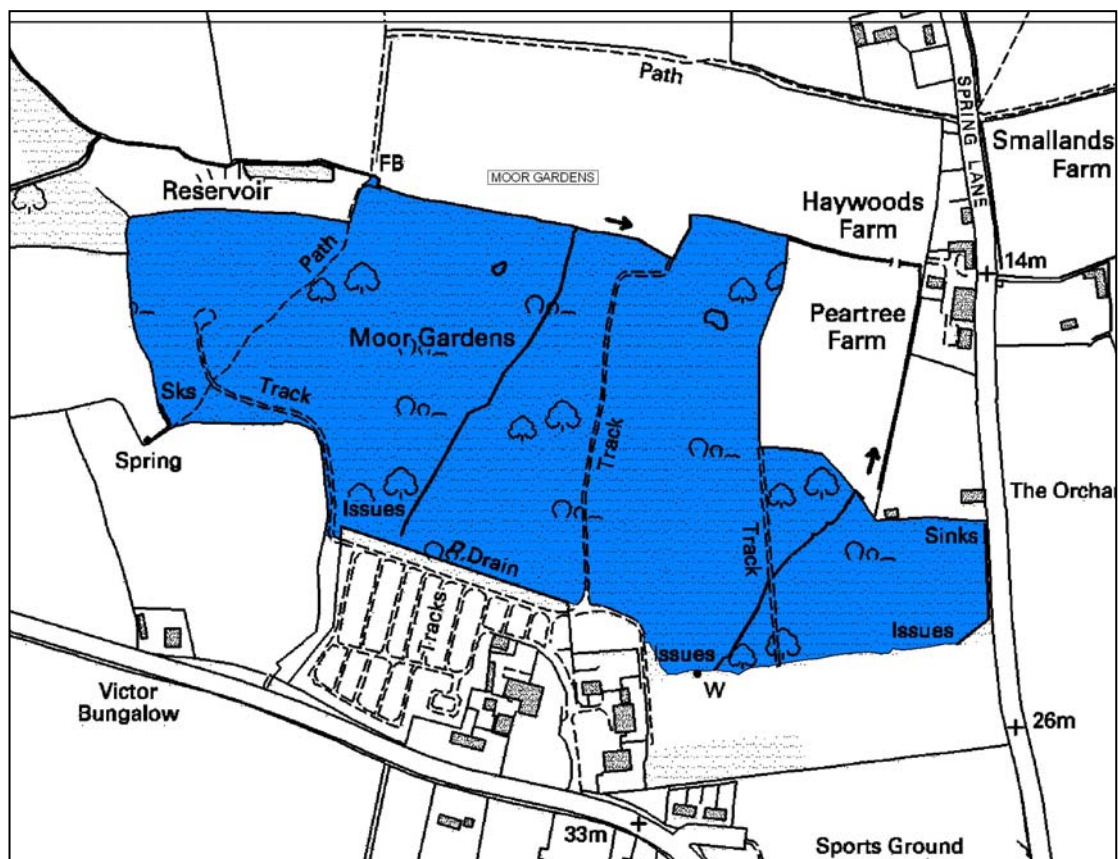 Path
SPRING LANE
Smallands
Farm
FB
MOOR GARDENS
Reservoir
Haywoods
Farm
14m
Path
Peartree
Farm
Moor Gardens
Sks
Track
Track
Spring
The Orchar
Issues
Sinks
R.Drain
Track
Tracks
Issues
Issues
W
Victor
Bungalow
26m
33m
Sports Ground